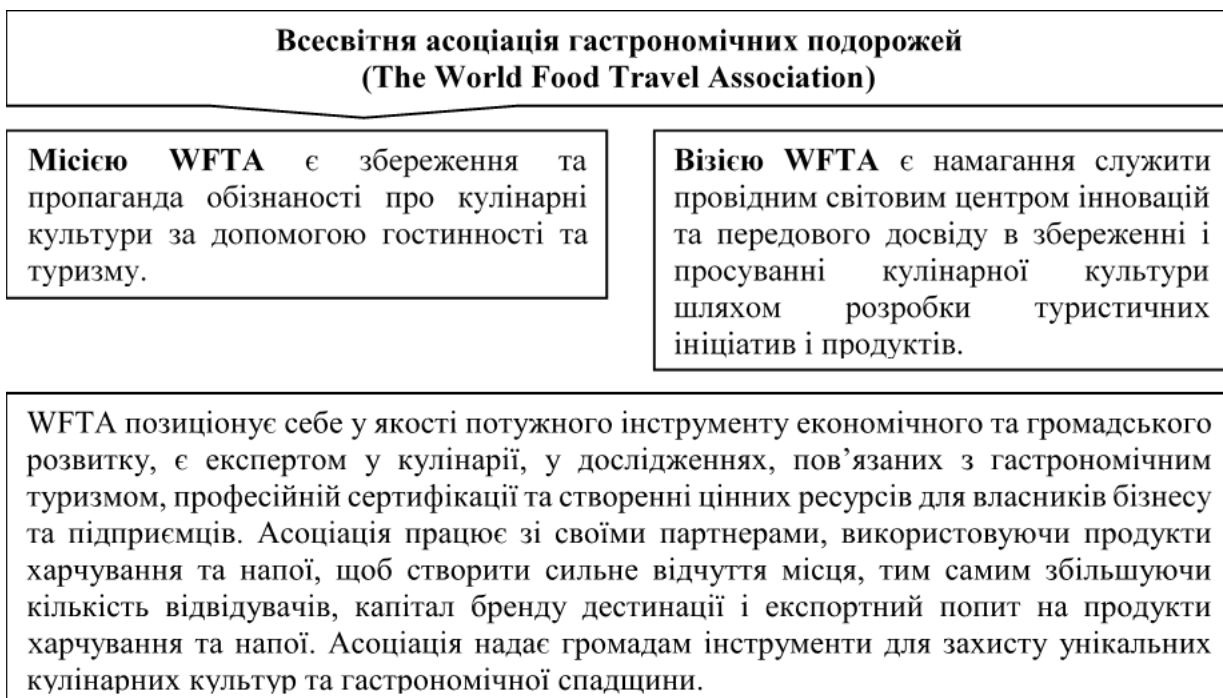 Всесвітня асоціація гастрономічних подорожей
(The World Food Travel Association)
Місією WFTA є збереження та
пропаганда обізнаності про кулінарні
культури за допомогою гостинності та
туризму.
Візією WFTA є намагання служити
провідним світовим центром інновацій
та передового досвіду в збереженні і
просуванні кулінарної культури
шляхом розробки туристичних
ініціатив і продуктів.
WFTA позиціонує себе у якості потужного інструменту економічного та громадського
розвитку, є експертом у кулінарії, у дослідженнях, пов’язаних з гастрономічним
туризмом, професійній сертифікації та створенні цінних ресурсів для власників бізнесу
та підприємців. Асоціація працює зі своїми партнерами, використовуючи продукти
харчування та напої, щоб створити сильне відчуття місця, тим самим збільшуючи
кількість відвідувачів, капітал бренду дестинації і експортний попит на продукти
харчування та напої. Асоціація надає громадам інструменти для захисту унікальних
кулінарних культур та гастрономічної спадщини.